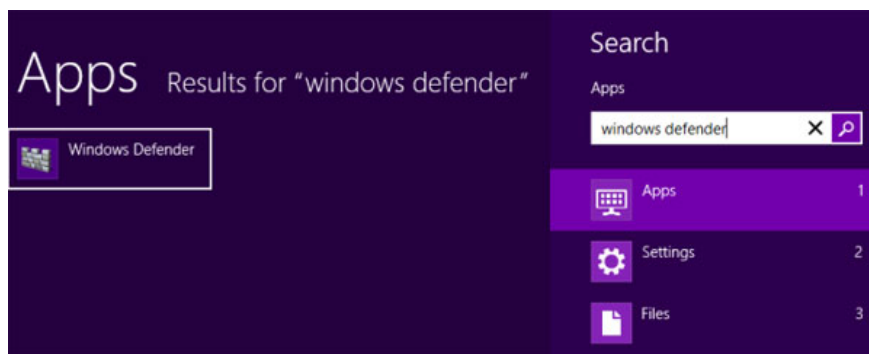 Apps Results for “windows defender”
Windows Defender
Search
Apps
windows defender
Apps 1
Settings 2
Files 3